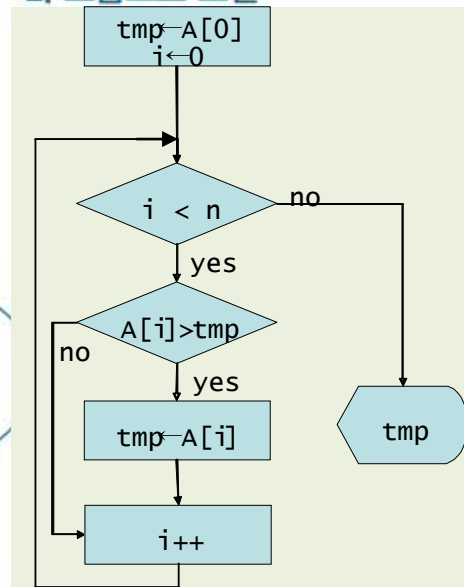 tmp←A[0]
i←0
i < n
no
yes
A[i]>tmp
no
yes
tmp←A[i]
tmp
i++